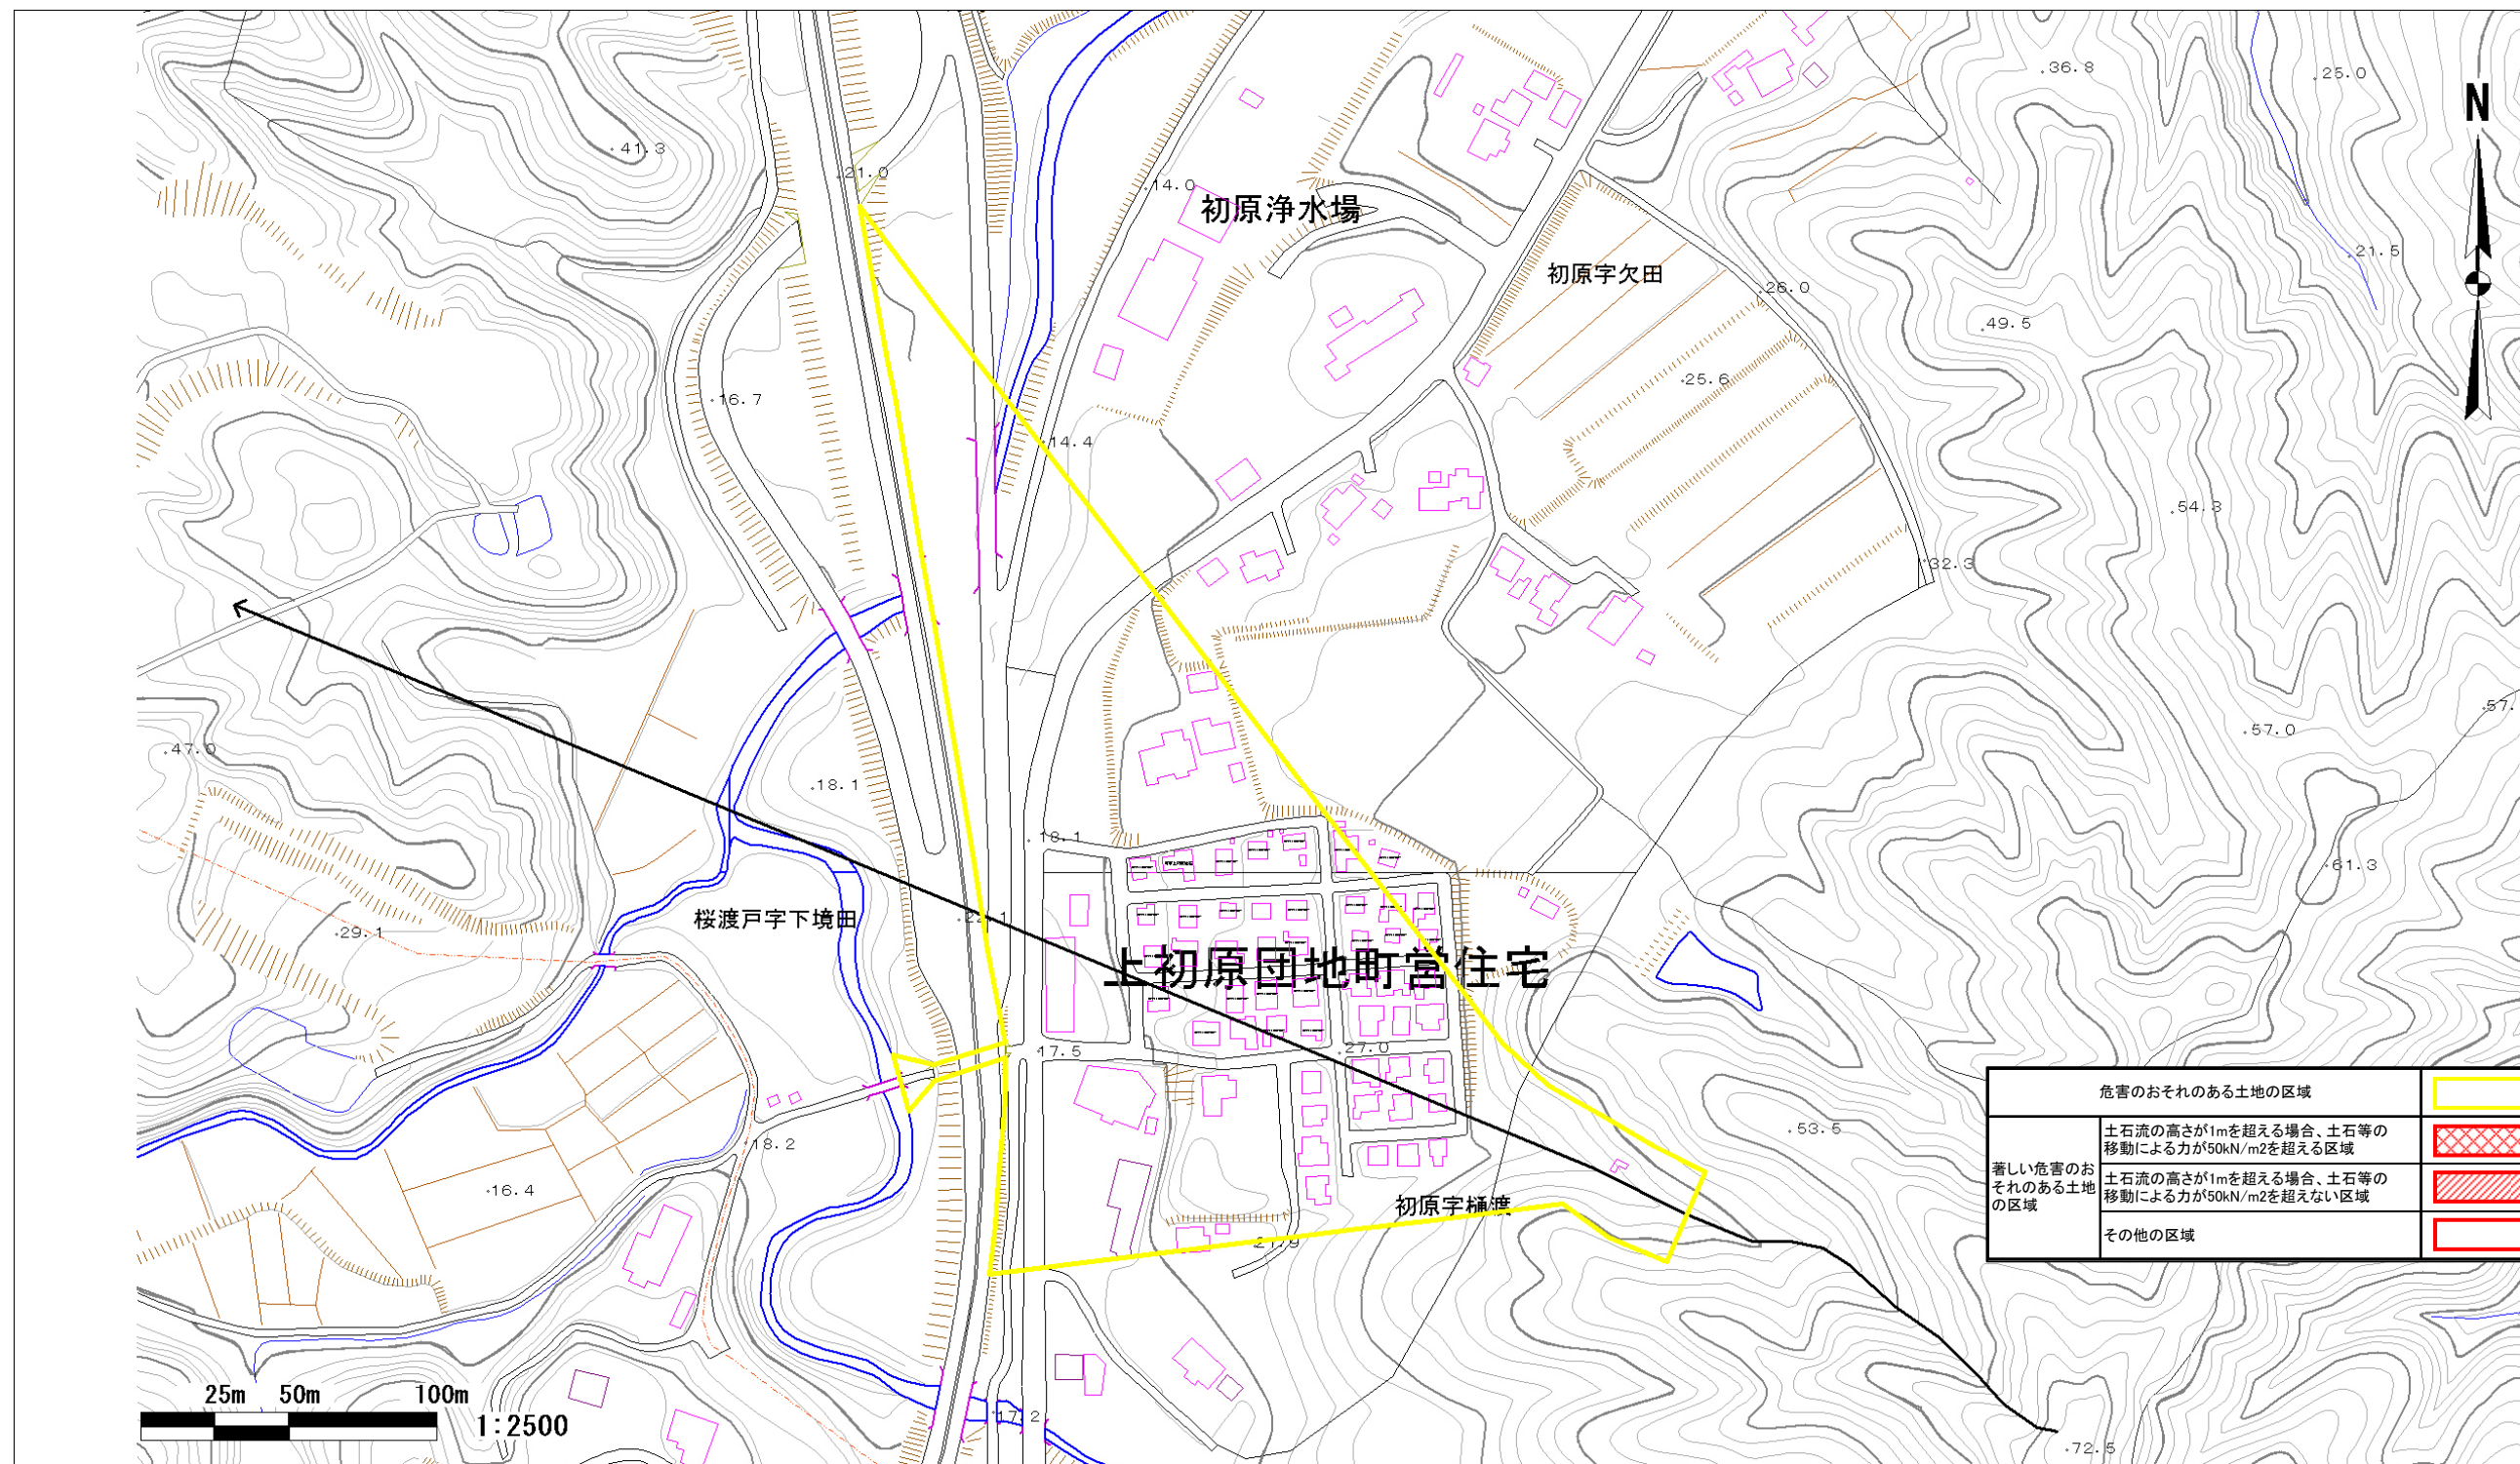 N
.36.8
.25.0
.41.3
.21.0
.14.0
初原浄水場
.21.5
初原字欠田
.26.0
.49.5
.25.6
.16.7
.14.4
.54.3
.32.3
.57.
.57.0
.47.0
.18.1
.18.1
.61.3
桜渡戸字下境田
.22.1
.29.1
上初原団地町営住宅
17.5
.27.0
.53.5
.18.2
.16.4
初原字樋渡
21.9
危害のおそれのある土地の区域
著しい危害のお
それのある土地
の区域
土石流の高さが1mを超える場合、土石等の
移動による力が50kN/m2を超える区域
土石流の高さが1mを超える場合、土石等の
移動による力が50kN/m2を超えない区域
その他の区域
25m 50m 100m
1:2500
.17.2
.72.5